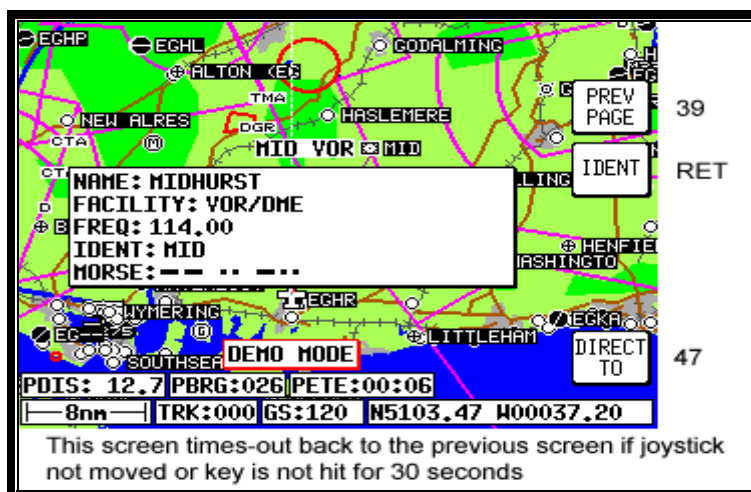 EGHP
EGHL
GODALMING
ALTON (EG
TMA
PREV
PAGE
39
NEW ALRES
DGR
HASLEMERE
CTA
M
MID VOR MID
IDENT
RET
CT
LLING
NAME: MIDHURST
FACILITY: VOR/DME
D
B
FREQ: 114.00
IDENT: MID
HENFIE
ASHINGTO
MORSE: -- .. -..
EGHR
WYMERING
EGKA
EG
G
LITTLEHAM
SOUTHSEA
DEMO MODE
DIRECT
TO
47
PDIS: 12.7 PBRG:026 PETE:00:06
8nm TRK:000 GS:120 N5103.47 W00037.20
This screen times-out back to the previous screen if joystick
not moved or key is not hit for 30 seconds